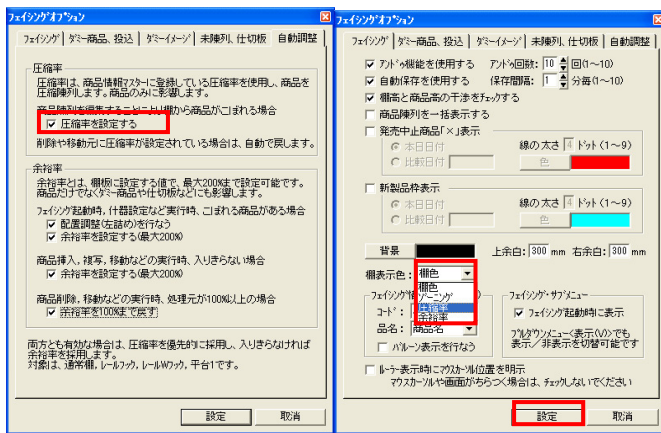 ﾌｪｲｼﾝｸﾞｵﾌﾟｼｮﾝ
ﾌｪｲｼﾝｸﾞ ﾀﾞﾐｰ商品、投込 ﾀﾞﾐｰｲﾒｰｼﾞ 未陳列、仕切板 自動調整
圧縮率
圧縮率は、商品情報ﾏｽﾀｰに登録している圧縮率を使用し、商品を
圧縮陳列します。商品のみに影響します。
商品陳列を編集することにより棚から商品がこぼれる場合
圧縮率を設定する
削除や移動元に圧縮率が設定されている場合は、自動で戻します。
余裕率
余裕率とは、棚板に設定する値で、最大200%まで設定可能です。
商品だけでなくﾀﾞﾐｰ商品や仕切板などにも影響します。
ﾌｪｲｼﾝｸﾞ起動時，什器設定など実行時、こぼれる商品がある場合
配置調整(左詰め)を行なう
余裕率を設定する(最大200%)
商品挿入，複写，移動などの実行時、入りきらない場合
余裕率を設定する(最大200%)
商品削除，移動などの実行時、処理元が100%以上の場合
余裕率を100%まで戻す
両方とも有効な場合は、圧縮率を優先的に採用し、入りきらなければ
余裕率を採用します。
対象は、通常棚，ﾚｰﾙﾌｯｸ，ﾚｰﾙWﾌｯｸ，平台1です。
設定 取消
ﾌｪｲｼﾝｸﾞｵﾌﾟｼｮﾝ
ﾌｪｲｼﾝｸﾞ ﾀﾞﾐｰ商品、投込 ﾀﾞﾐｰｲﾒｰｼﾞ 未陳列、仕切板 自動調整
ｱﾝﾄﾞｩ機能を使用する ｱﾝﾄﾞｩ回数: 10 回(1～10)
自動保存を使用する 保存間隔: 1 分毎(1～10)
棚高と商品高の干渉をﾁｪｯｸする
商品陳列を一括表示する
発売中止商品「×」表示
本日日付 線の太さ 4 ﾄﾞｯﾄ(1～9)
比較日付 色
新製品枠表示
本日日付 線の太さ 4 ﾄﾞｯﾄ(1～9)
比較日付 色
背景 上余白: 300 mm 右余白: 300 mm
棚表示色: 棚色
棚色
ｿﾞｰﾆﾝｸﾞ
圧縮率
余裕率
ｺｰﾄﾞ:
品名: 商品名
ﾊﾞﾙｰﾝ表示を行なう
ﾌｪｲｼﾝｸﾞ･ｻﾌﾞﾒﾆｭｰ
ﾌｪｲｼﾝｸﾞ起動時に表示
ﾌﾟﾙﾀﾞｳﾝﾒﾆｭｰ<表示(V)>でも
表示／非表示を切替可能です
ﾙｰﾗｰ表示時にﾏｳｽｶｰｿﾙ位置を明示
ﾏｳｽｶｰｿﾙや画面がちらつく場合は、ﾁｪｯｸしないでください
設定 取消